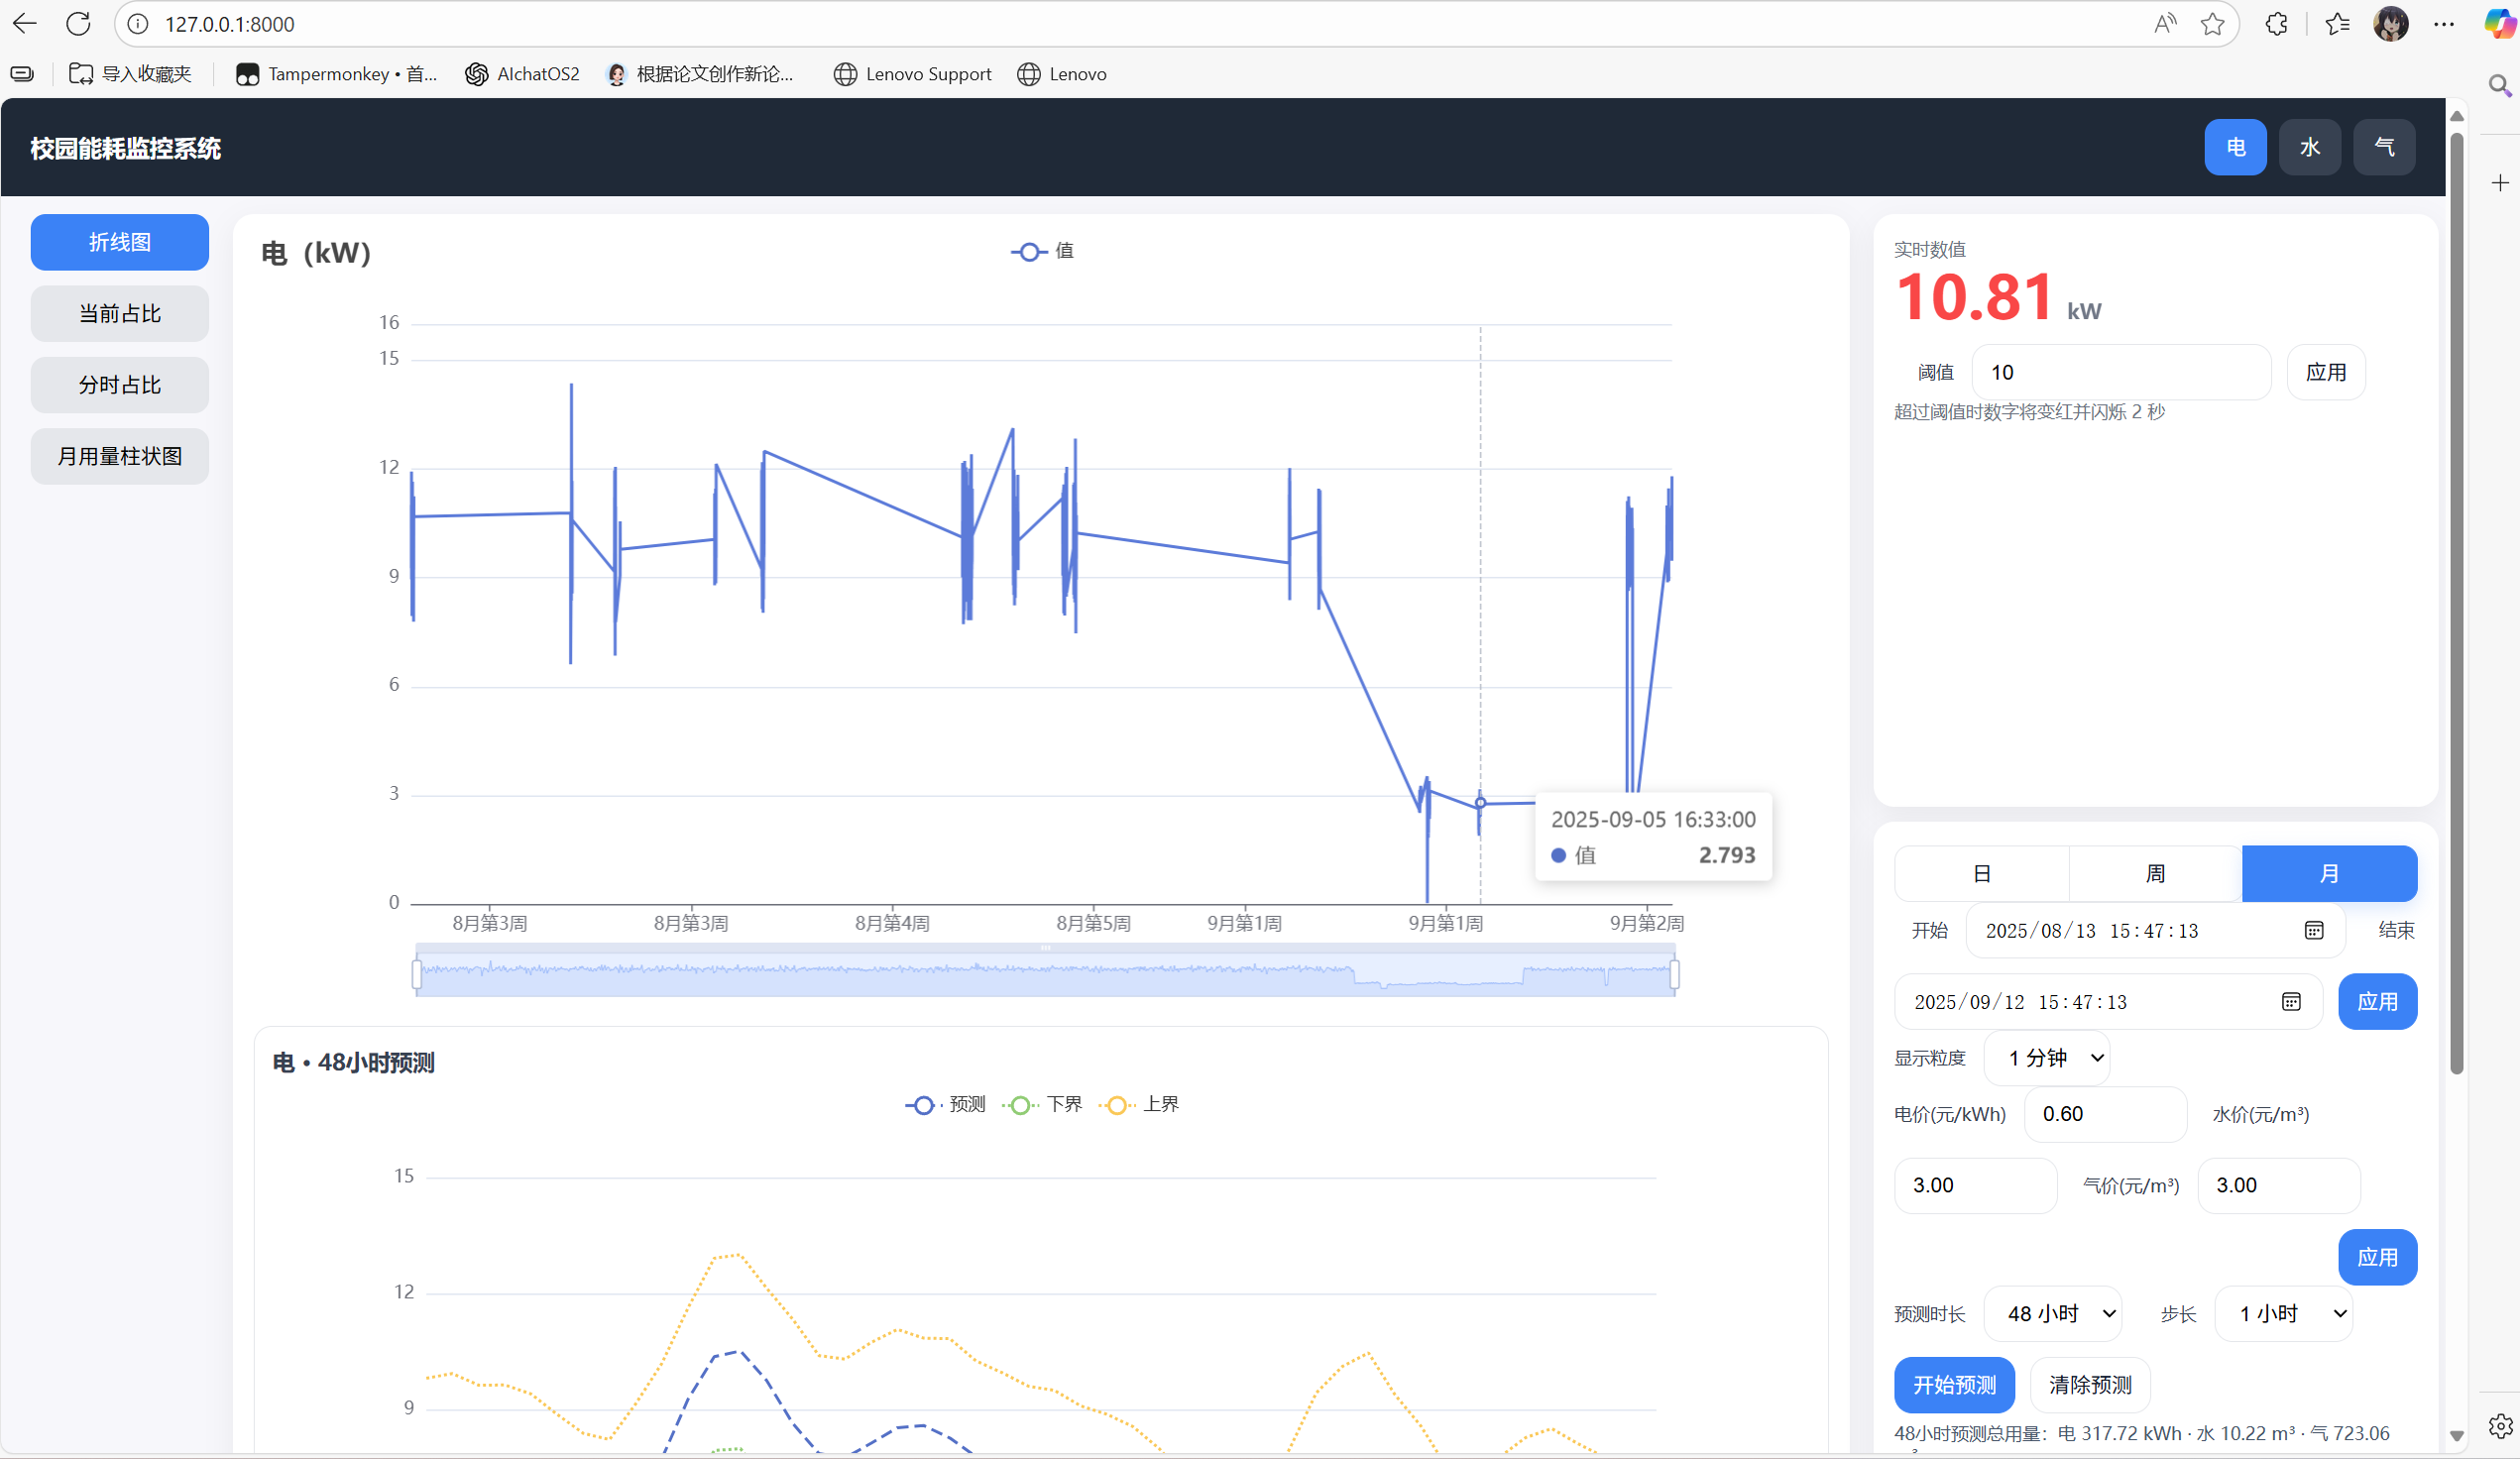 127.0.0.1:8000
导入收藏夹
Tampermonkey • 首...
AIchatOS2
根据论文创作新论...
Lenovo Support
Lenovo
校园能耗监控系统
电
水
气
折线图
当前占比
分时占比
月用量柱状图
电（kW）
值
16
15
12
9
6
3
0
8月第3周
8月第3周
8月第4周
8月第5周
9月第1周
9月第1周
9月第2周
2025-09-05 16:33:00
值 2.793
电 • 48小时预测
预测
下界
上界
15
12
9
实时数值
10.81 kW
阈值 10 应用
超过阈值时数字将变红并闪烁 2 秒
日 周 月
开始 2025/08/13 15:47:13 结束
2025/09/12 15:47:13 应用
显示粒度 1 分钟
电价(元/kWh) 0.60 水价(元/m³)
3.00 气价(元/m³) 3.00
应用
预测时长 48 小时 步长 1 小时
开始预测 清除预测
48小时预测总用量：电 317.72 kWh · 水 10.22 m³ · 气 723.06